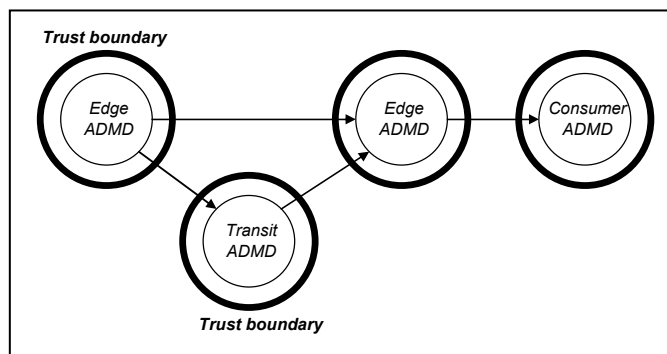 Trust boundary
Edge
ADMD
Edge
ADMD
Consumer
ADMD
Transit
ADMD
Trust boundary